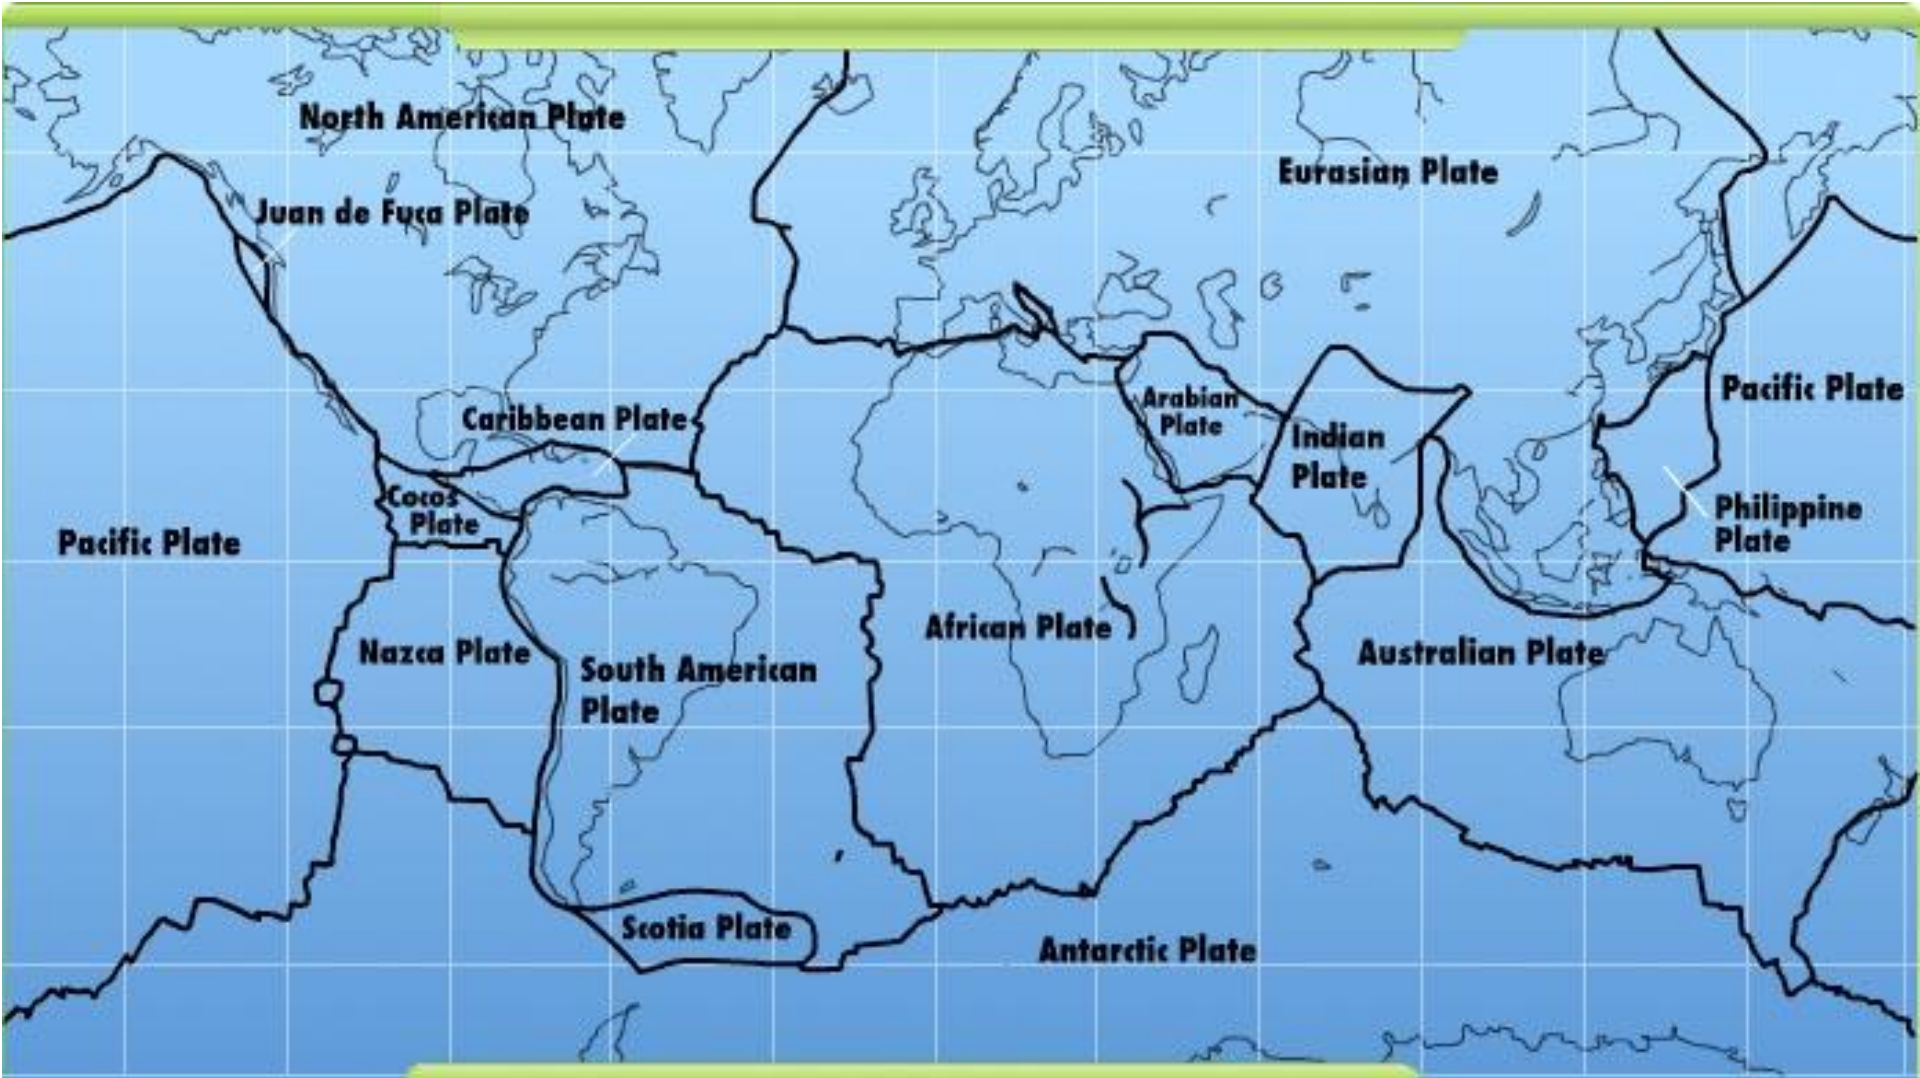 North American Plate
Eurasian Plate
Juan de Fuca Plate
Pacific Plate
Arabian
Plate
Caribbean Plate
Indian
Plate
Cocos
Plate
Philippine
Plate
Pacific Plate
African Plate
Nazca Plate
Australian Plate
South American
Plate
Scotia Plate
Antarctic Plate